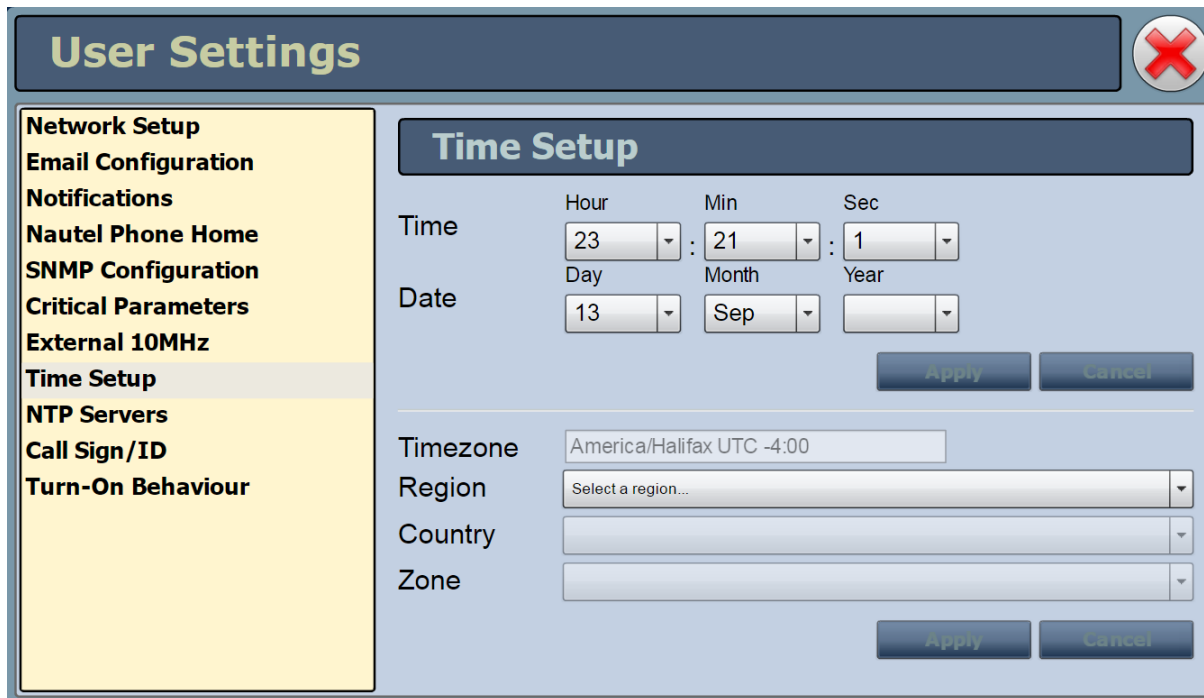 User Settings
Network Setup
Email Configuration
Notifications
Nautel Phone Home
SNMP Configuration
Critical Parameters
External 10MHz
Time Setup
NTP Servers
Call Sign/ID
Turn-On Behaviour
Time Setup
Hour Min Sec
Time 23 : 21 : 1
Day Month Year
Date 13 Sep
Apply Cancel
Timezone America/Halifax UTC -4:00
Region Select a region...
Country
Zone
Apply Cancel